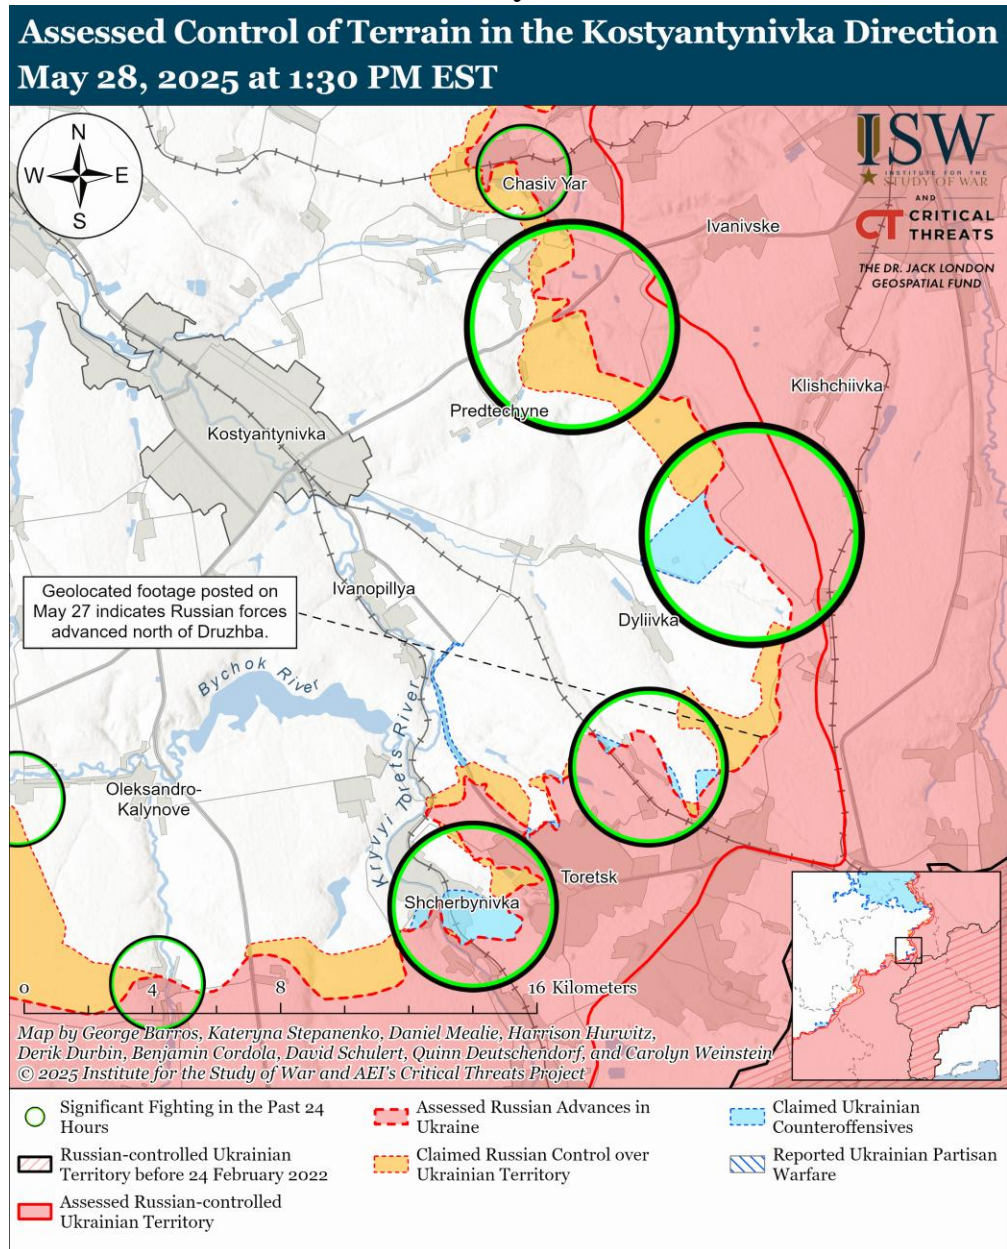 Assessed Control of Terrain in the Kostyantynivka Direction
May 28, 2025 at 1:30 PM EST
N
W E
S
ISW
INSTITUTE FOR THE
STUDY OF WAR
AND
CT CRITICAL
THREATS
THE DR. JACK LONDON
GEOSPATIAL FUND
Chasiv Yar
Ivanivske
Klishchiivka
Predtechyne
Kostyantynivka
Ivanopillya
Geolocated footage posted on
May 27 indicates Russian forces
advanced north of Druzhba.
Dyliivka
Bychok River
Kryvyi Torets River
Oleksandro-
Kalynove
Toretsk
Shcherbynivka
0 4 8 16 Kilometers
Map by George Barros, Kateryna Stepanenko, Daniel Mealie, Harrison Hurwitz,
Derik Durbin, Benjamin Cordola, David Schulert, Quinn Deutschendorf, and Carolyn Weinstein
© 2025 Institute for the Study of War and AEI's Critical Threats Project
Significant Fighting in the Past 24
Hours
Russian-controlled Ukrainian
Territory before 24 February 2022
Assessed Russian-controlled
Ukrainian Territory
Assessed Russian Advances in
Ukraine
Claimed Russian Control over
Ukrainian Territory
Claimed Ukrainian
Counteroffensives
Reported Ukrainian Partisan
Warfare